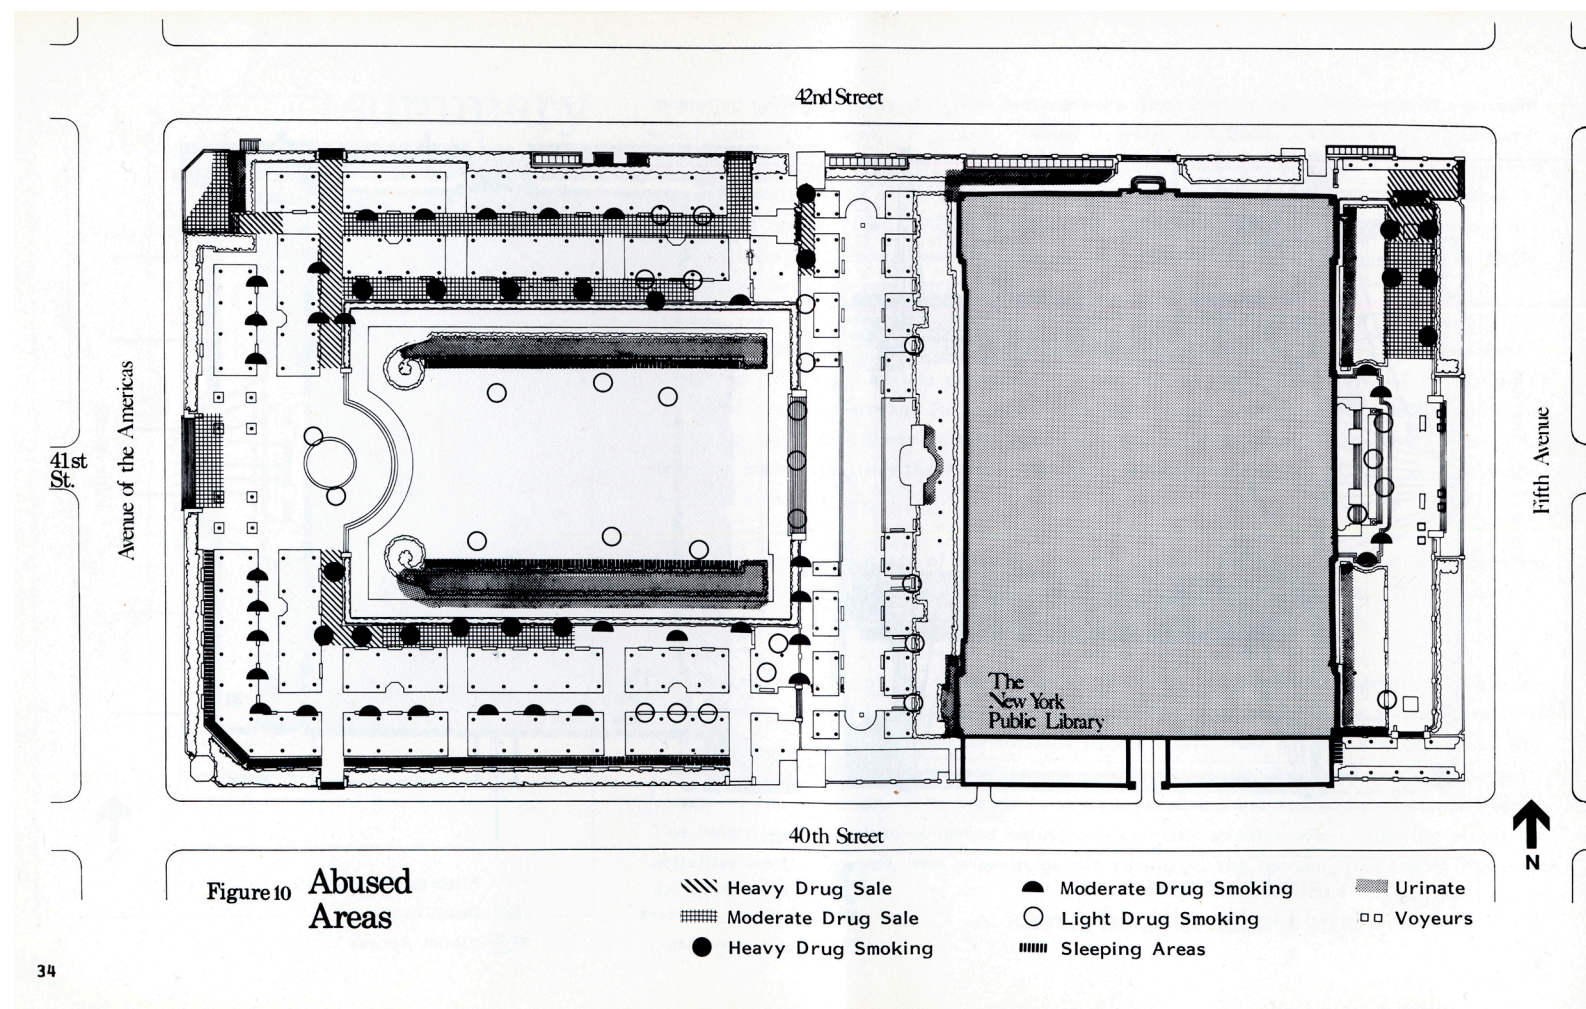 42nd Street
41st
St.
Avenue of the Americas
Fifth Avenue
The
New York
Public Library
40th Street
N
Figure 10 Abused
Areas
Heavy Drug Sale
Moderate Drug Sale
Heavy Drug Smoking
Moderate Drug Smoking
Light Drug Smoking
Sleeping Areas
Urinate
Voyeurs
34